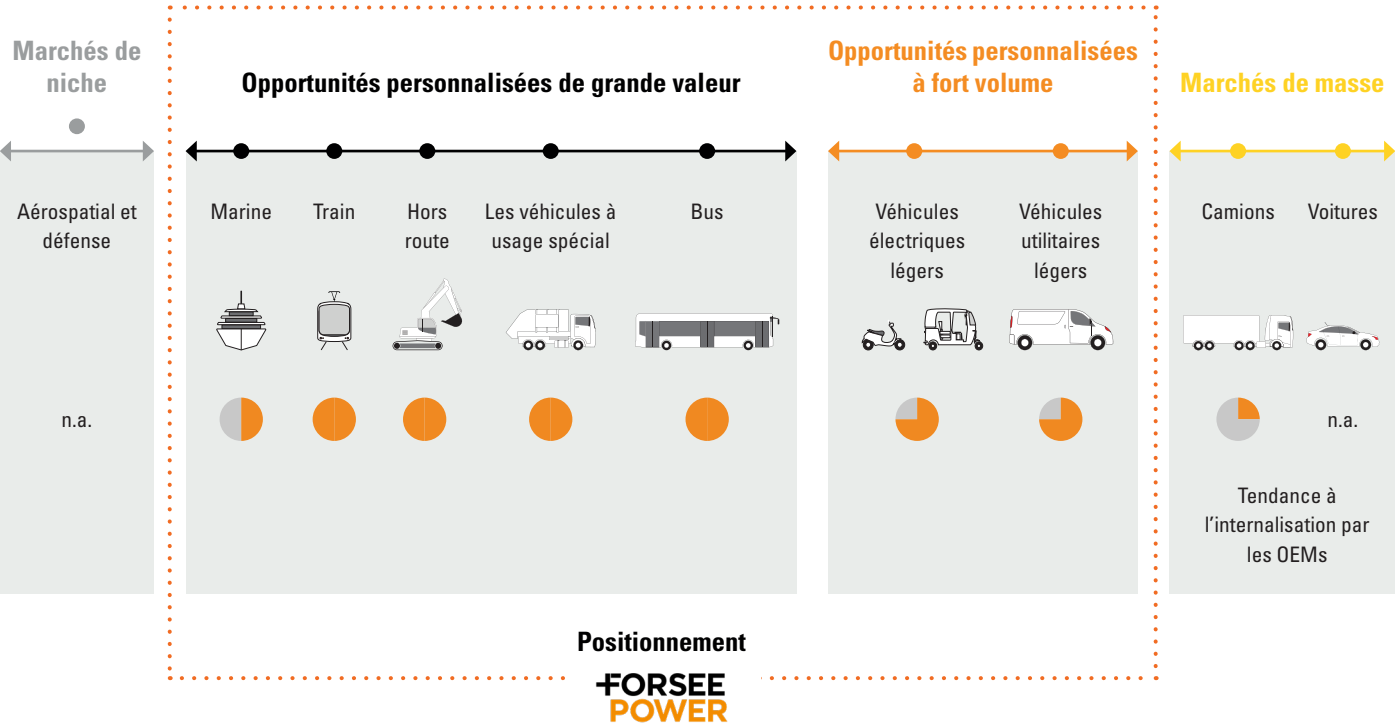 Marchés de
niche
Opportunités personnalisées de grande valeur
Opportunités personnalisées
à fort volume
Marchés de masse
Aérospatial et
défense
Marine
Train
Hors
route
Les véhicules à
usage spécial
Bus
Véhicules
électriques
légers
Véhicules
utilitaires
légers
Camions
Voitures
n.a.
n.a.
Tendance à
l'internalisation par
les OEMs
Positionnement
FORSEE
POWER